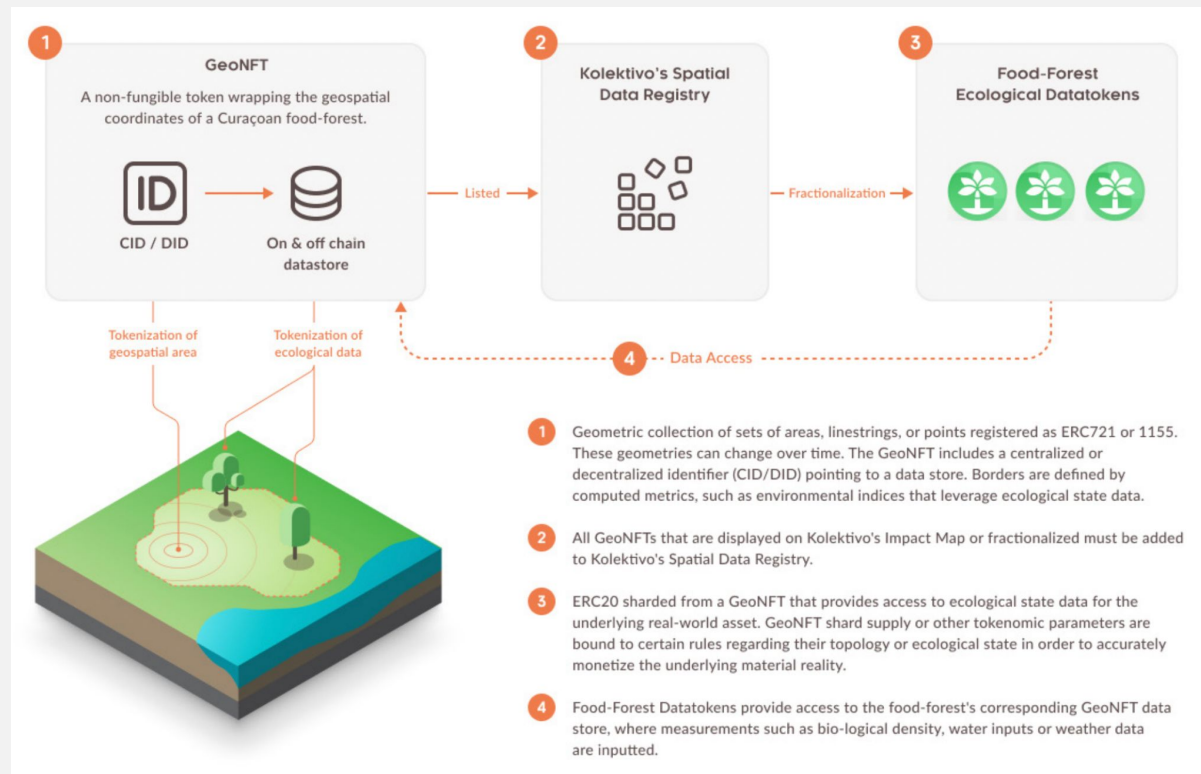 1
GeoNFT
A non-fungible token wrapping the geospatial
coordinates of a Curaçoan food-forest.
ID
CID / DID
On & off chain
datastore
Listed
2
Kolektivo's Spatial
Data Registry
Fractionalization
3
Food-Forest
Ecological Datatokens
Tokenization of
geospatial area
Tokenization of
ecological data
4
Data Access
1
Geometric collection of sets of areas, linestrings, or points registered as ERC721 or 1155.
These geometries can change over time. The GeoNFT includes a centralized or
decentralized identifier (CID/DID) pointing to a data store. Borders are defined by
computed metrics, such as environmental indices that leverage ecological state data.
2
All GeoNFTs that are displayed on Kolektivo's Impact Map or fractionalized must be added
to Kolektivo's Spatial Data Registry.
3
ERC20 sharded from a GeoNFT that provides access to ecological state data for the
underlying real-world asset. GeoNFT shard supply or other tokenomic parameters are
bound to certain rules regarding their topology or ecological state in order to accurately
monetize the underlying material reality.
4
Food-Forest Datatokens provide access to the food-forest's corresponding GeoNFT data
store, where measurements such as bio-logical density, water inputs or weather data
are inputted.